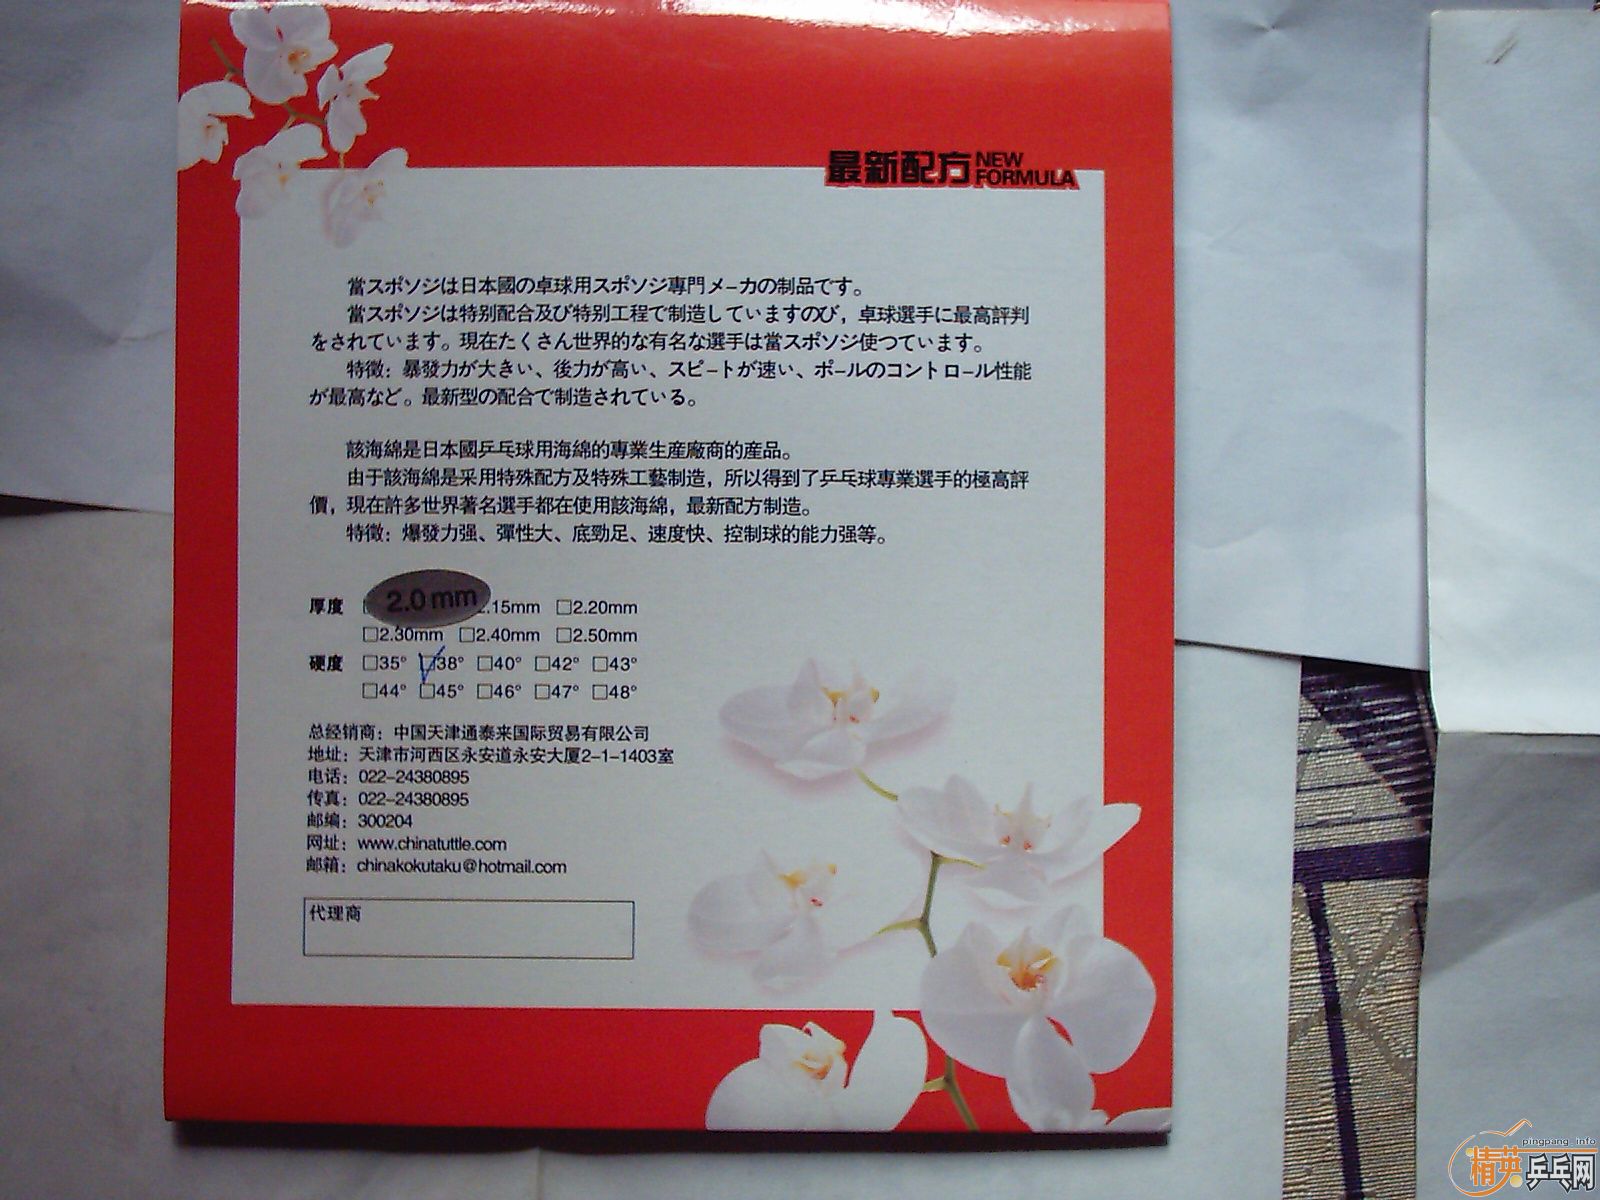 最新配方 NEW FORMULA
當スポソジは日本國の卓球用スポソジ專門メ–カの制品です。
當スポソジは特别配合及び特别工程で制造していますのび，卓球選手に最高評判
をされています。現在たくさん世界的な有名な選手は當スポソジ使つています。
特徴：暴發力が大きい、後力が高い、スピ–トが速い、ポ–ルのコントロ–ル性能
が最高など。最新型の配合で制造されている。
該海綿是日本國乒乓球用海綿的專業生産廠商的産品。
由于該海綿是采用特殊配方及特殊工藝制造，所以得到了乒乓球專業選手的極高評
價，現在許多世界著名選手都在使用該海綿，最新配方制造。
特徴：爆發力强、彈性大、底勁足、速度快、控制球的能力强等。
厚度 2.0mm 2.15mm □2.20mm
□2.30mm □2.40mm □2.50mm
硬度 □35° □38° □40° □42° □43°
□44° □45° □46° □47° □48°
总经销商：中国天津通泰来国际贸易有限公司
地址：天津市河西区永安道永安大厦2–1–1403室
电话：022–24380895
传真：022–24380895
邮编：300204
网址：www.chinatuttle.com
邮箱：chinakokutaku@hotmail.com
代理商
pingpang_info
精英乒乓网